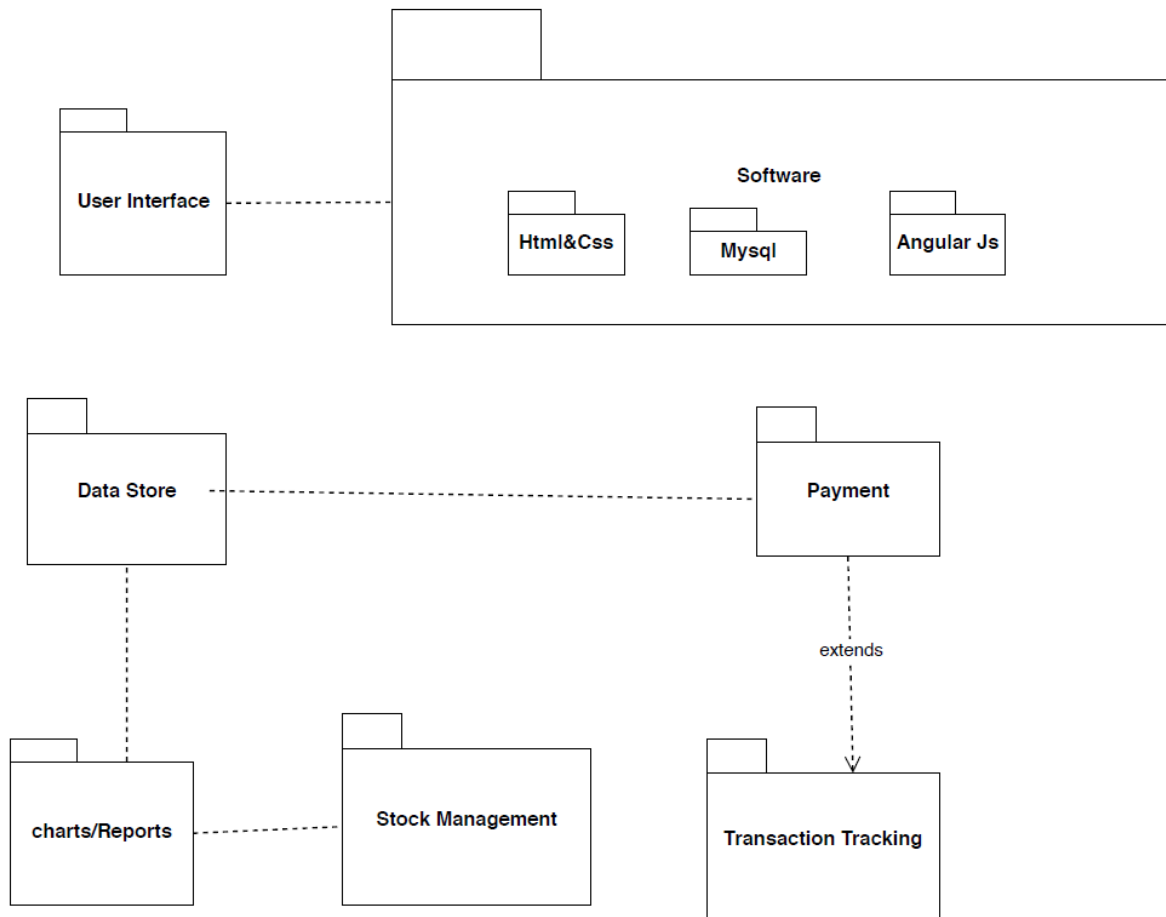 Software
User Interface
Html&Css
Mysql
Angular Js
Data Store
Payment
extends
charts/Reports
Stock Management
Transaction Tracking